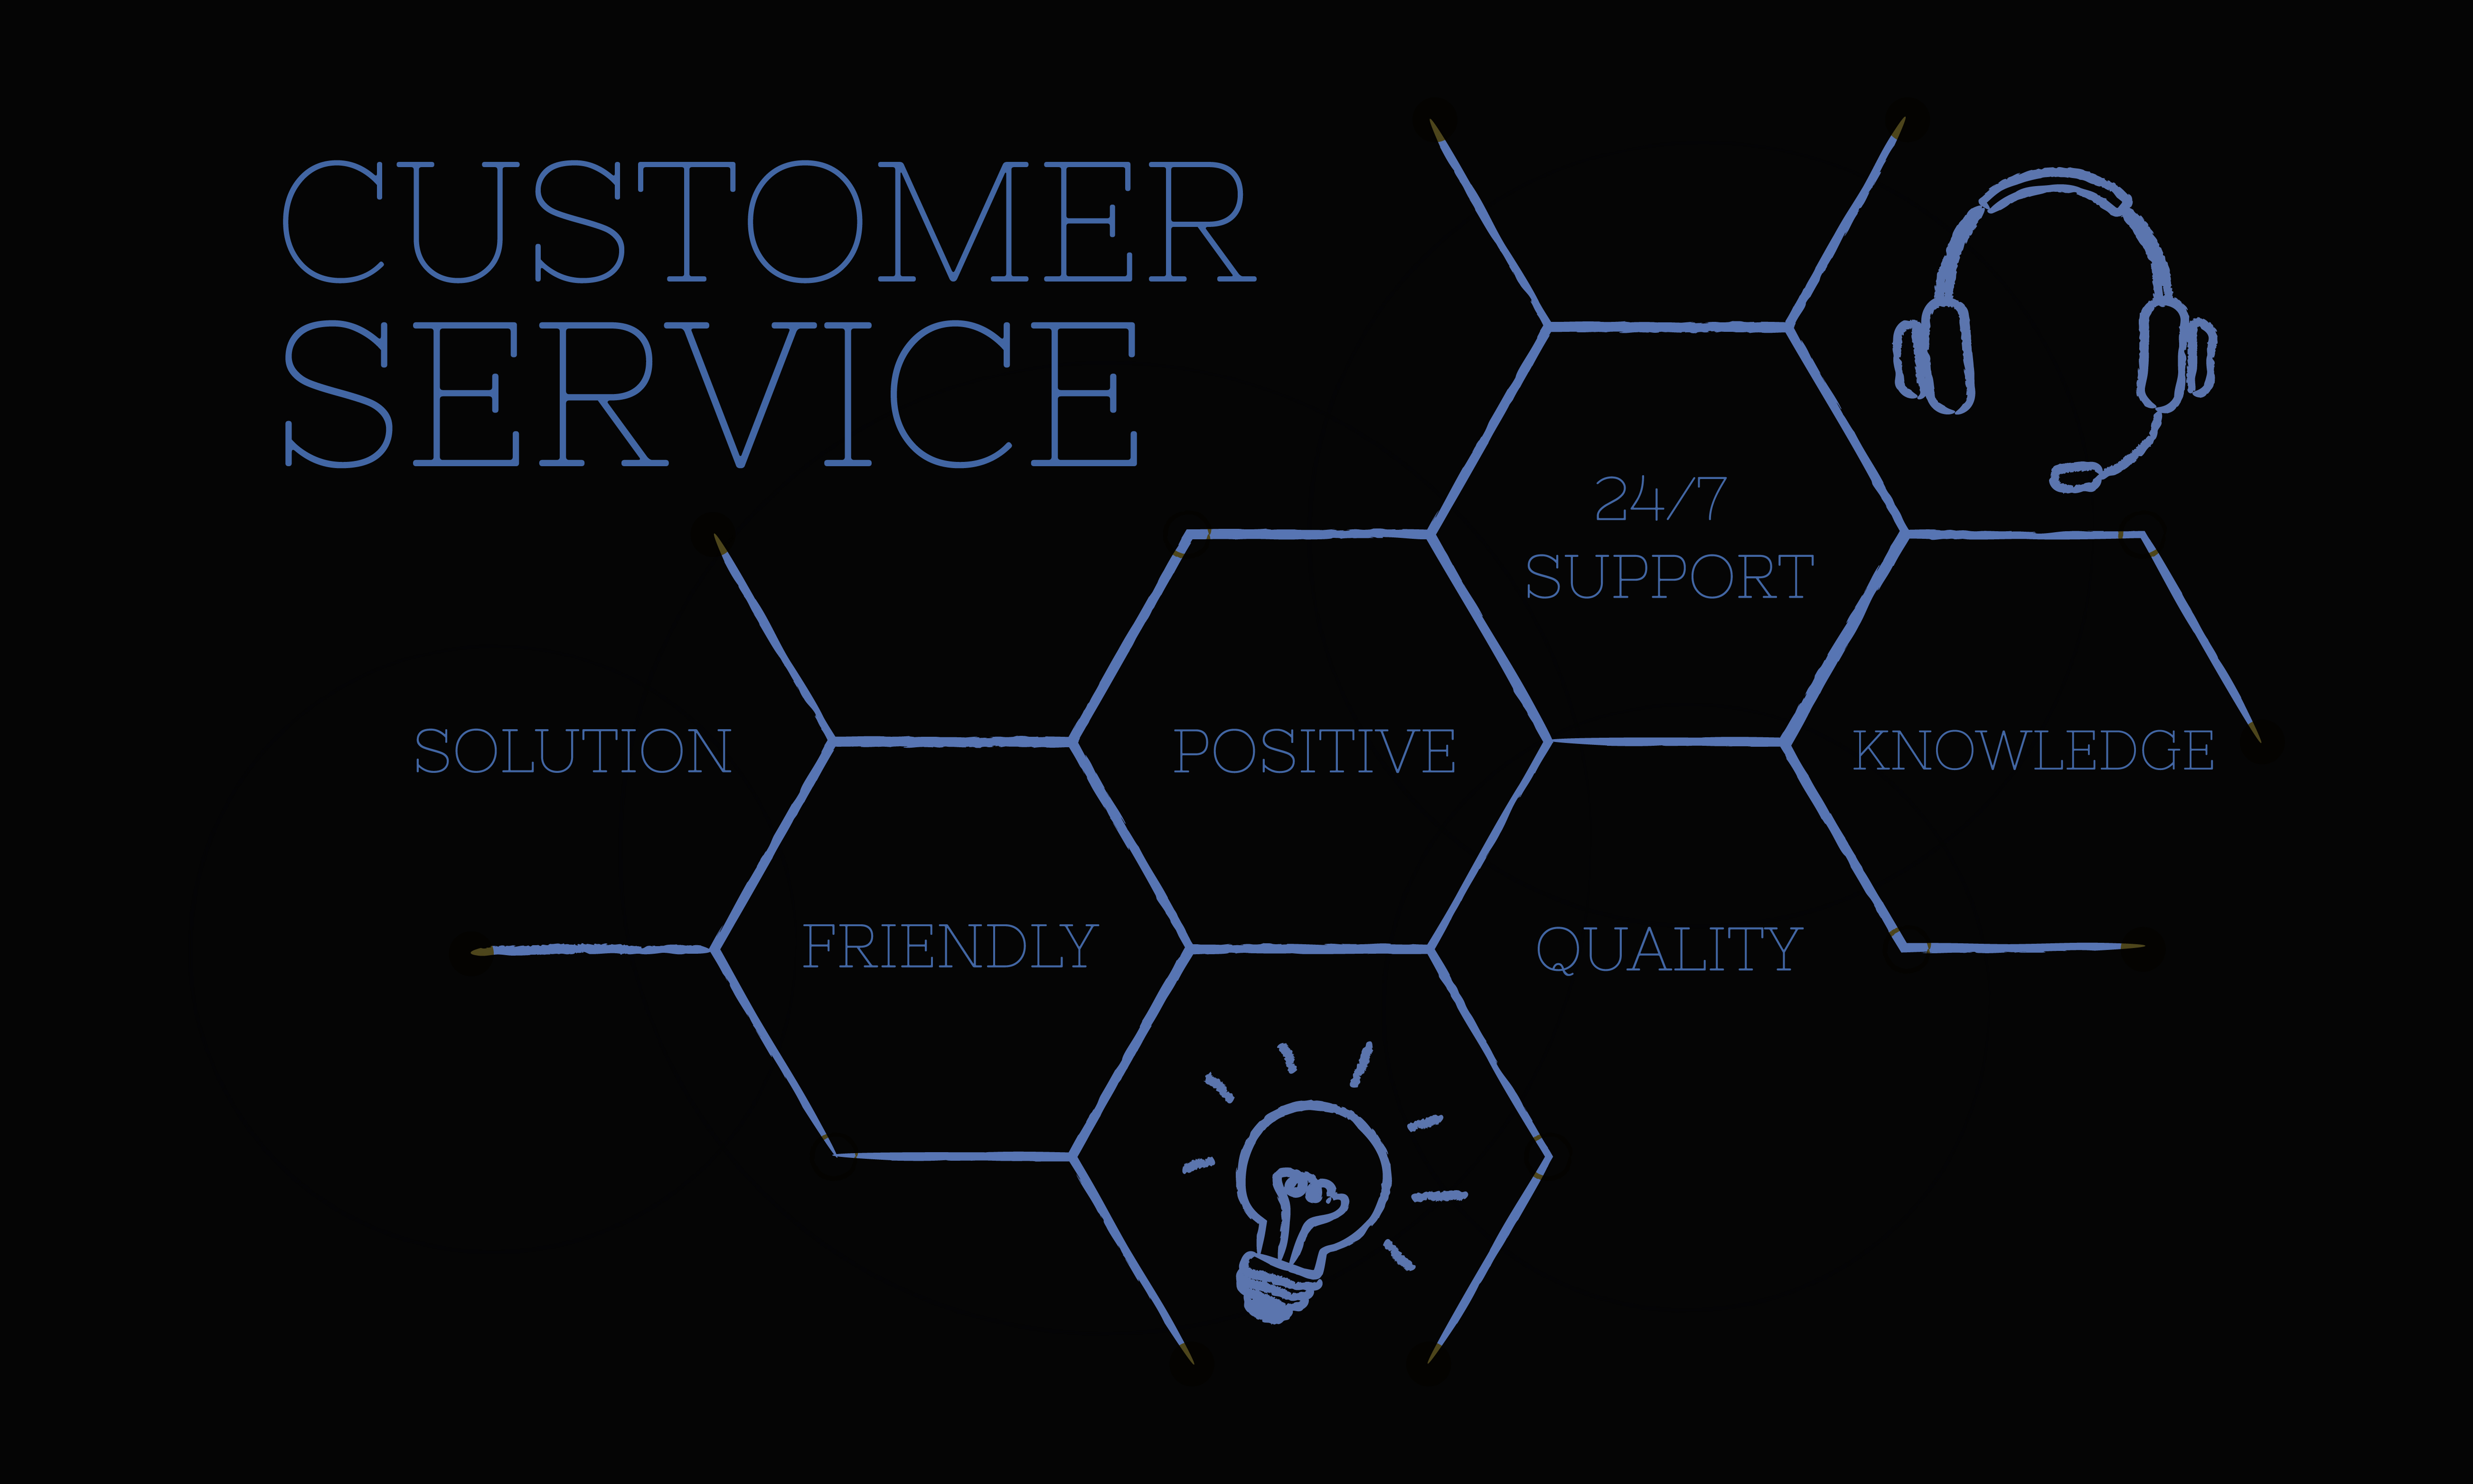 CUSTOMER
SERVICE
24/7
SUPPORT
SOLUTION
POSITIVE
KNOWLEDGE
FRIENDLY
QUALITY